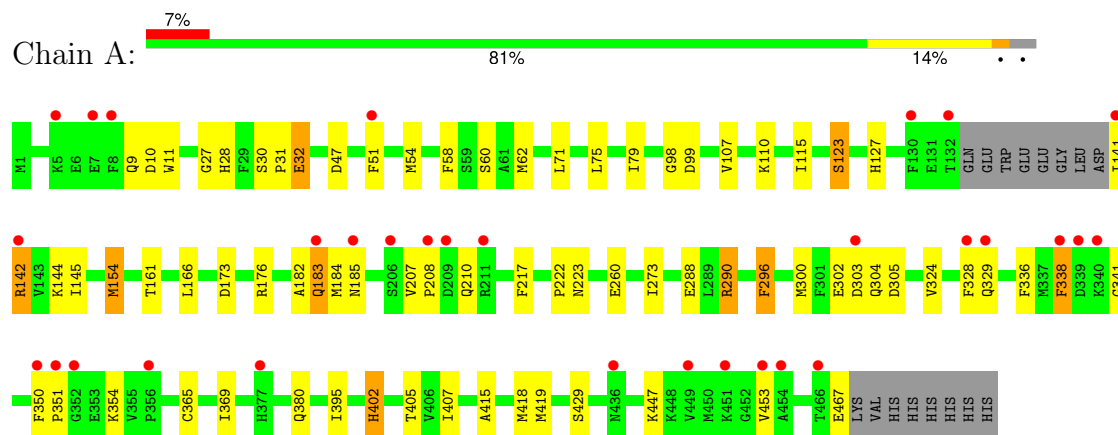 7%
Chain A:
81% 14% • •
M1 K5 E6 E7 F8 Q9 D10 W11 G27 H28 F29 S30 P31 E32 D47 F51 M54 F58 S59 S60 A61 M62 L71 L75 I79 G98 D99 V107 K110 I115 S123 H127 F130 E131 T132 GLN GLU TRP GLU GLU GLY LEU ASP I141
R142 V143 K144 I145 M154 T161 L166 D173 R176 A182 Q183 M184 N185 S206 V207 P208 D209 Q210 R211 F217 P222 N223 E260 I273 E288 L289 R290 F296 M300 F301 E302 D303 Q304 D305 V324 F328 Q329 F336 M337 F338 D339 K340 G341
F350 P351 G352 E353 K354 V355 P356 C365 I369 H377 Q380 I395 H402 T405 V406 I407 A415 M418 M419 S429 N436 K447 K448 V449 M450 K451 G452 V453 A454 T466 E467 LYS VAL HIS HIS HIS HIS HIS HIS